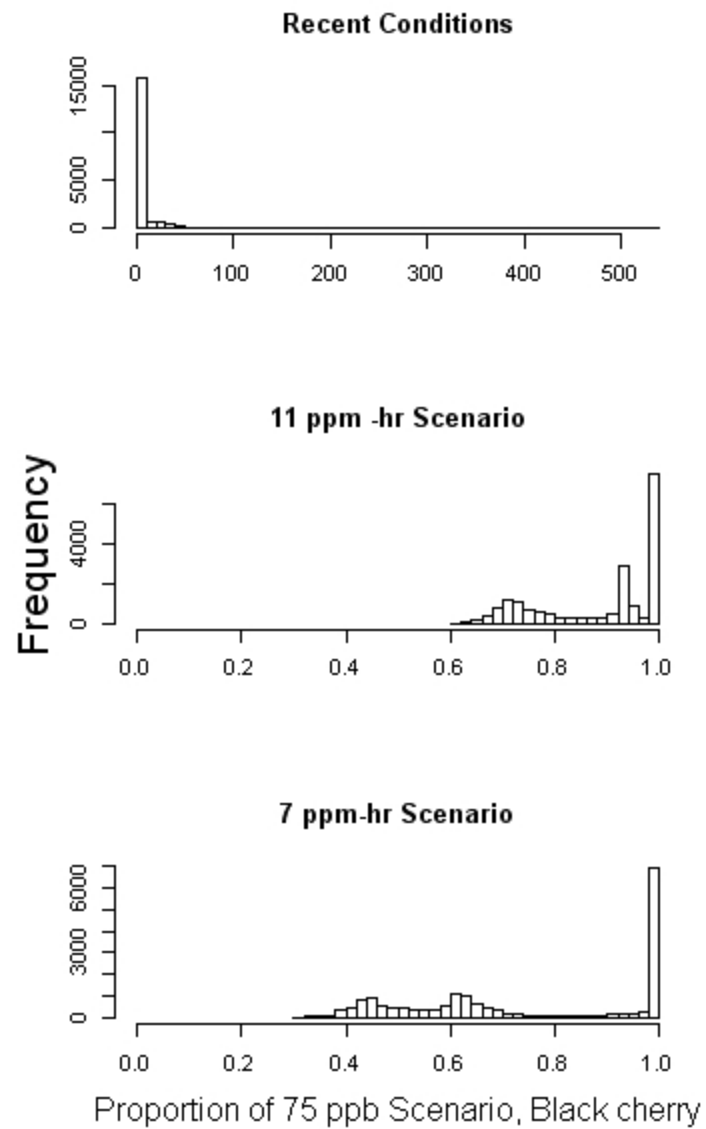 Recent Conditions
15000
5000
0
0 100 200 300 400 500
11 ppm -hr Scenario
Frequency
4000
0
0.0 0.2 0.4 0.6 0.8 1.0
7 ppm-hr Scenario
6000
3000
0
0.0 0.2 0.4 0.6 0.8 1.0
Proportion of 75 ppb Scenario, Black cherry